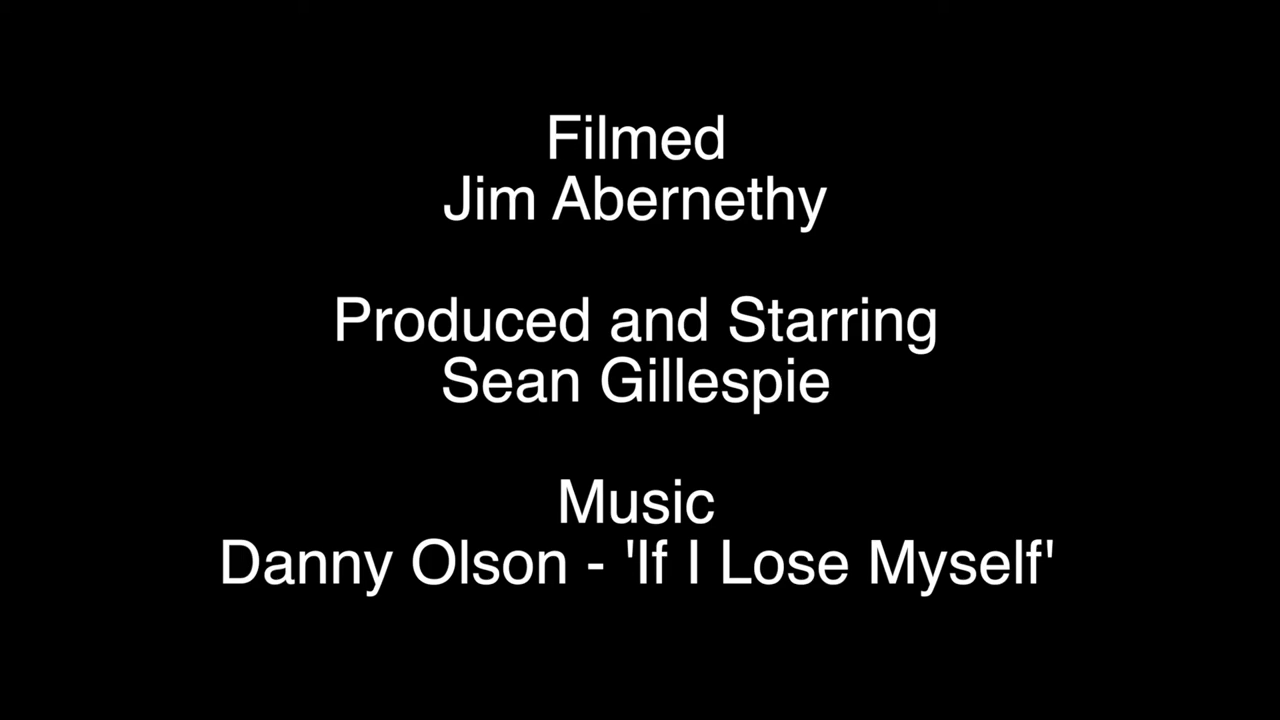 Filmed
Jim Abernethy
Produced and Starring
Sean Gillespie
Music
Danny Olson - 'If I Lose Myself'